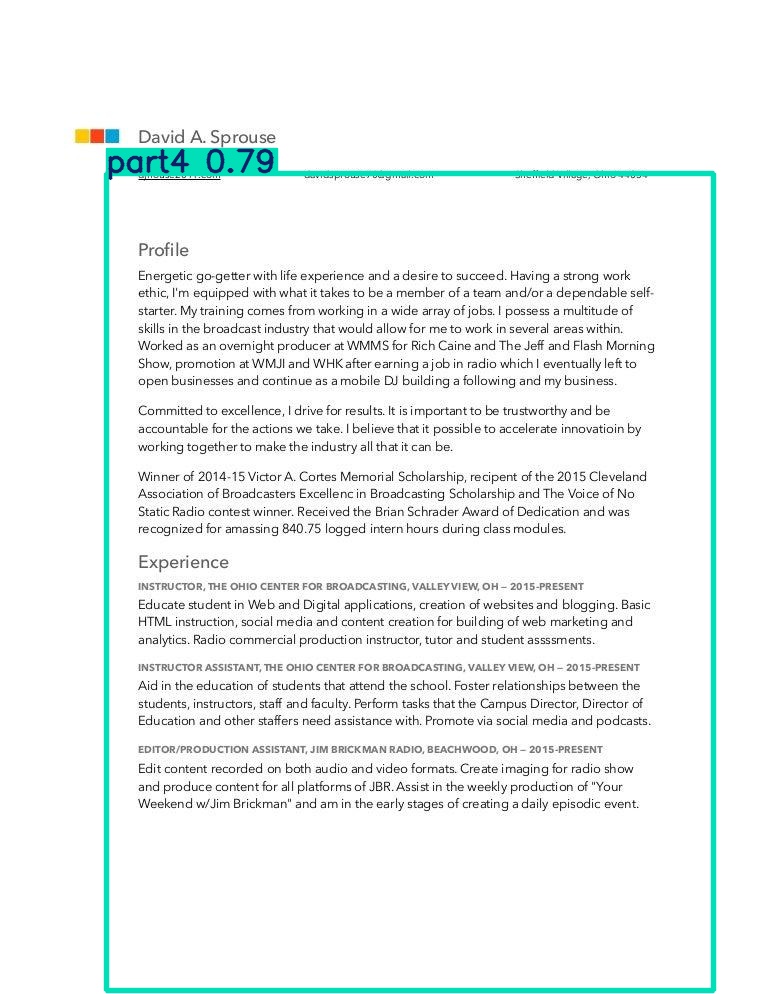 David A. Sprouse
part4 0.79
Sheffield Village, Ohio 44054
Profile
Energetic go-getter with life experience and a desire to succeed. Having a strong work
ethic, I'm equipped with what it takes to be a member of a team and/or a dependable self-
starter. My training comes from working in a wide array of jobs. I possess a multitude of
skills in the broadcast industry that would allow for me to work in several areas within.
Worked as an overnight producer at WMMS for Rich Caine and The Jeff and Flash Morning
Show, promotion at WMJI and WHK after earning a job in radio which I eventually left to
open businesses and continue as a mobile DJ building a following and my business.
Committed to excellence, I drive for results. It is important to be trustworthy and be
accountable for the actions we take. I believe that it possible to accelerate innovatioin by
working together to make the industry all that it can be.
Winner of 2014-15 Victor A. Cortes Memorial Scholarship, recipent of the 2015 Cleveland
Association of Broadcasters Excellenc in Broadcasting Scholarship and The Voice of No
Static Radio contest winner. Received the Brian Schrader Award of Dedication and was
recognized for amassing 840.75 logged intern hours during class modules.
Experience
INSTRUCTOR, THE OHIO CENTER FOR BROADCASTING, VALLEY VIEW, OH — 2015-PRESENT
Educate student in Web and Digital applications, creation of websites and blogging. Basic
HTML instruction, social media and content creation for building of web marketing and
analytics. Radio commercial production instructor, tutor and student assssments.
INSTRUCTOR ASSISTANT, THE OHIO CENTER FOR BROADCASTING, VALLEY VIEW, OH — 2015-PRESENT
Aid in the education of students that attend the school. Foster relationships between the
students, instructors, staff and faculty. Perform tasks that the Campus Director, Director of
Education and other staffers need assistance with. Promote via social media and podcasts.
EDITOR/PRODUCTION ASSISTANT, JIM BRICKMAN RADIO, BEACHWOOD, OH — 2015-PRESENT
Edit content recorded on both audio and video formats. Create imaging for radio show
and produce content for all platforms of JBR. Assist in the weekly production of "Your
Weekend w/Jim Brickman" and am in the early stages of creating a daily episodic event.